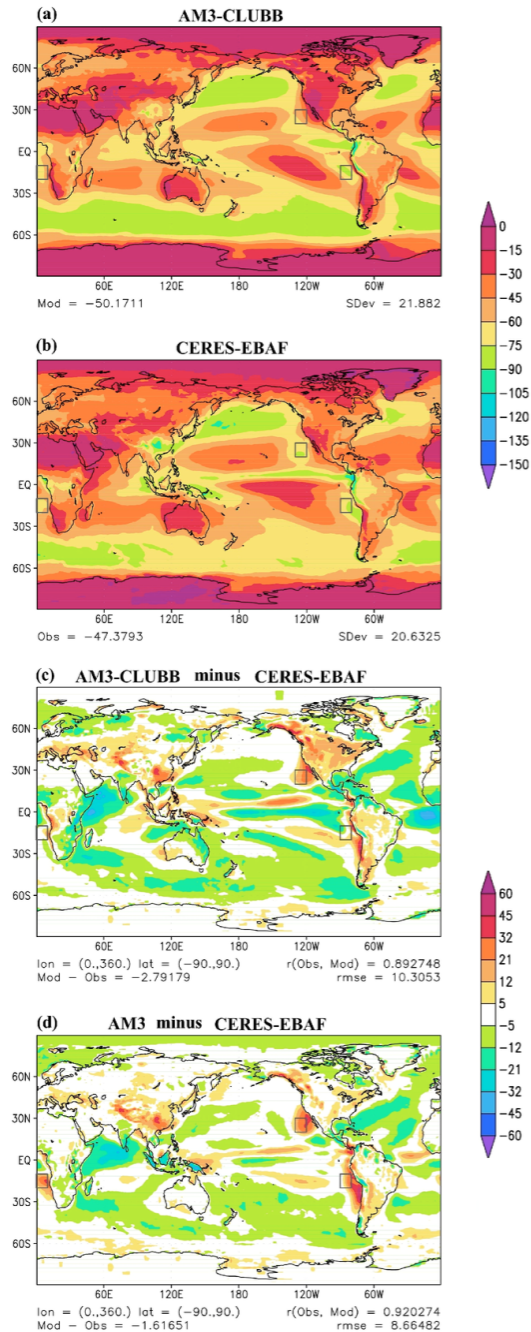 (a) AM3-CLUBB
60N
30N
EQ
30S
60S
60E 120E 180 120W 60W
Mod = -50.1711 SDev = 21.882
(b) CERES-EBAF
60N
30N
EQ
30S
60S
60E 120E 180 120W 60W
Obs = -47.3793 SDev = 20.6325
0
-15
-30
-45
-60
-75
-90
-105
-120
-135
-150
(c) AM3-CLUBB minus CERES-EBAF
60N
30N
EQ
30S
60S
60E 120E 180 120W 60W
lon = (0.,360.) lat = (-90.,90.) r(Obs, Mod) = 0.892748
Mod - Obs = -2.79179 rmse = 10.3053
(d) AM3 minus CERES-EBAF
60N
30N
EQ
30S
60S
60E 120E 180 120W 60W
lon = (0.,360.) lat = (-90.,90.) r(Obs, Mod) = 0.920274
Mod - Obs = -1.61651 rmse = 8.66482
60
45
32
21
12
5
-5
-12
-21
-32
-45
-60